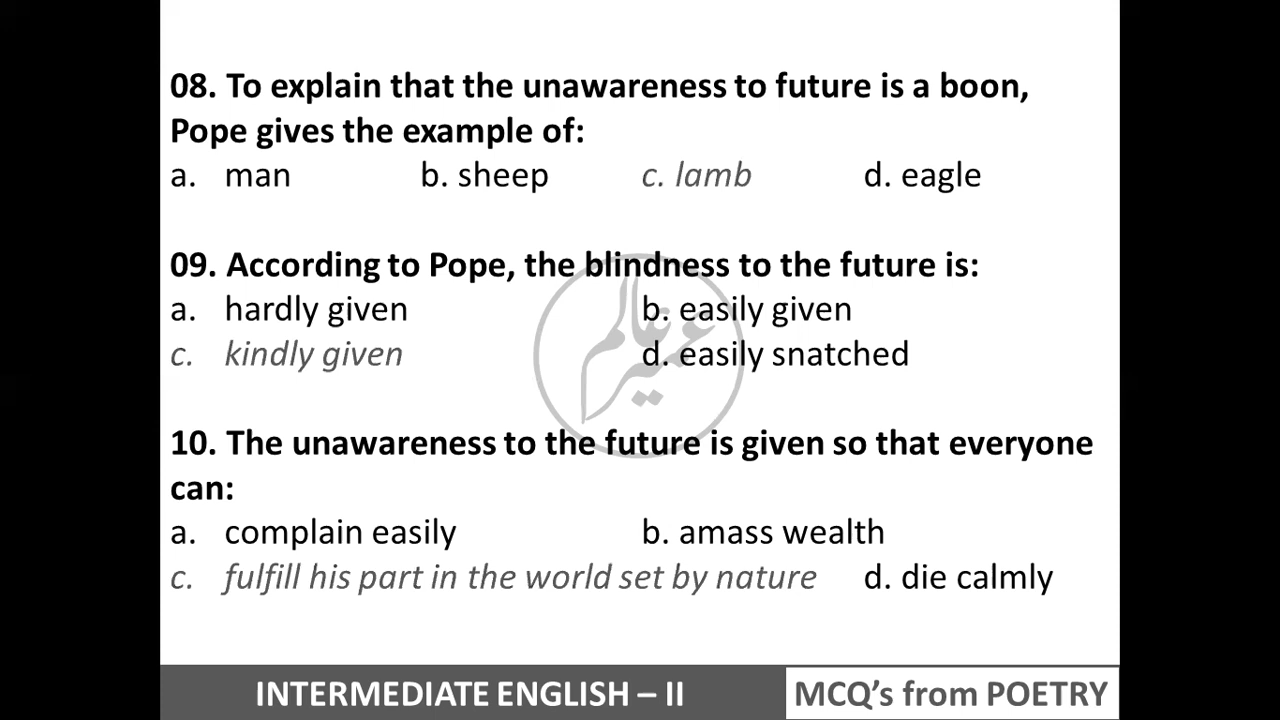 08. To explain that the unawareness to future is a boon,
Pope gives the example of:
a. man b. sheep c. lamb d. eagle
09. According to Pope, the blindness to the future is:
a. hardly given b. easily given
c. kindly given d. easily snatched
عمیر عالم
10. The unawareness to the future is given so that everyone
can:
a. complain easily b. amass wealth
c. fulfill his part in the world set by nature d. die calmly
INTERMEDIATE ENGLISH – II MCQ's from POETRY